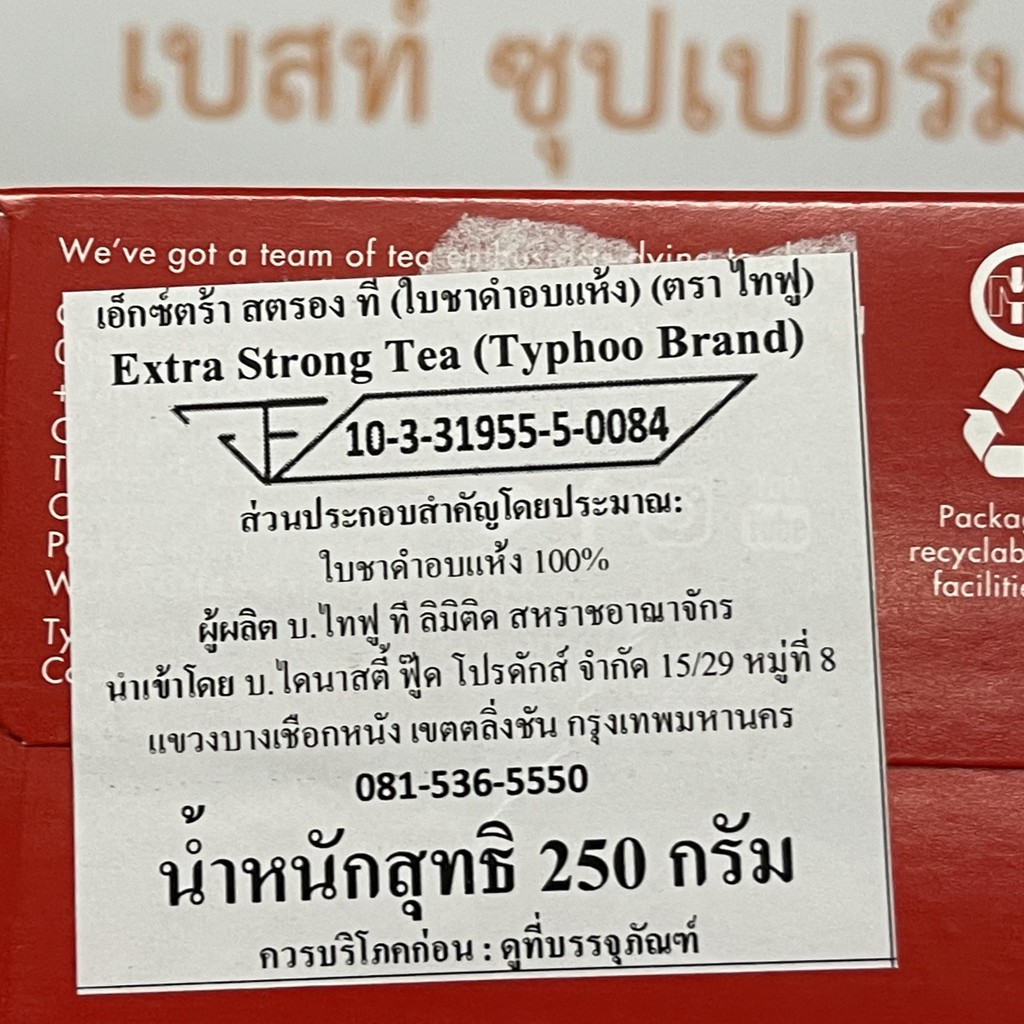 เบสท์ ซุปเปอร์ม
We've got a team of tea
เอ็กซ์ตร้า สตรอง ที (ใบชาดำอบแห้ง) (ตรา ไทฟู)
Extra Strong Tea (Typhoo Brand)
10-3-31955-5-0084
ส่วนประกอบสำคัญโดยประมาณ:
ใบชาดำอบแห้ง 100%
ผู้ผลิต บ.ไทฟู ที ลิมิติด สหราชอาณาจักร
นำเข้าโดย บ.ไดนาสตี้ ฟู๊ด โปรดักส์ จำกัด 15/29 หมู่ที่ 8
แขวงบางเชือกหนัง เขตตลิ่งชัน กรุงเทพมหานคร
081-536-5550
น้ำหนักสุทธิ 250 กรัม
ควรบริโภคก่อน : ดูที่บรรจุภัณฑ์
Packa
recyclab
faciliti